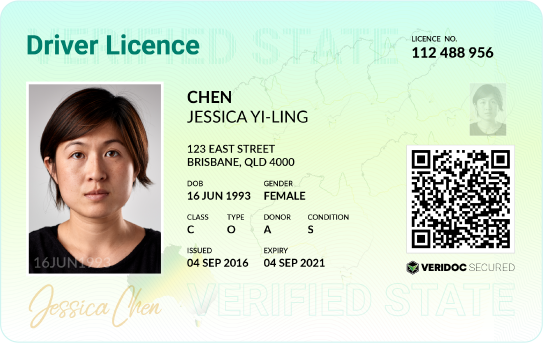 VERIFIED STATE
Driver Licence
LICENCE NO.
112 488 956
CHEN
JESSICA YI-LING
123 EAST STREET
BRISBANE, QLD 4000
DOB
GENDER
16 JUN 1993
FEMALE
CLASS
TYPE
DONOR
CONDITION
C
O
A
S
ISSUED
EXPIRY
04 SEP 2016
04 SEP 2021
16JUN1993
VERIDOC SECURED
Jessica Chen
VERIFIED STATE